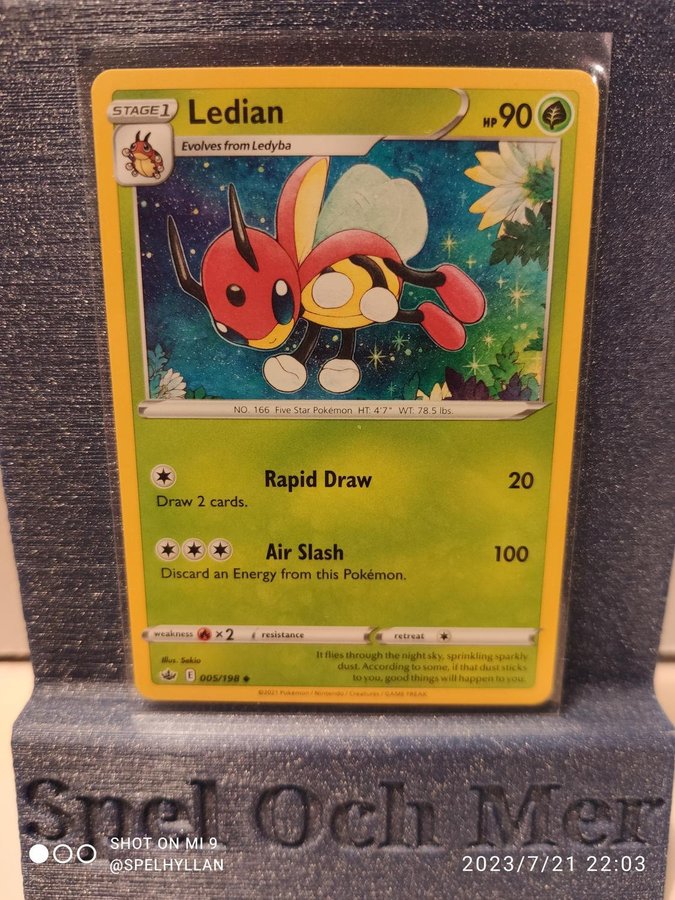 STAGE 1 Ledian HP 90
Evolves from Ledyba
NO. 166 Five Star Pokémon HT: 4'7" WT: 78.5 lbs.
Rapid Draw 20
Draw 2 cards.
Air Slash 100
Discard an Energy from this Pokémon.
weakness ×2 resistance retreat
Illus. Sekio
E 005/198
It flies through the night sky, sprinkling sparkly
dust. According to some, if that dust sticks
to you, good things will happen to you.
©2021 Pokémon / Nintendo / Creatures / GAME FREAK
Spel Och Mer
SHOT ON MI 9
@SPELHYLLAN
2023/7/21 22:03